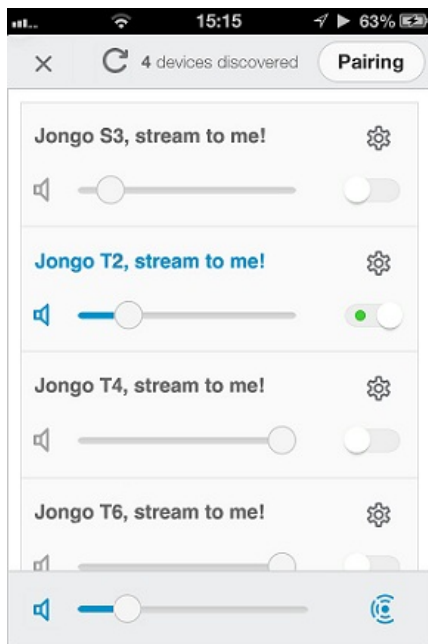 15:15 63%
4 devices discovered Pairing
Jongo S3, stream to me!
Jongo T2, stream to me!
Jongo T4, stream to me!
Jongo T6, stream to me!